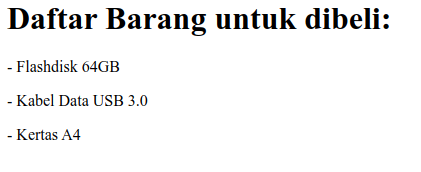 Daftar Barang untuk dibeli:
- Flashdisk 64GB
- Kabel Data USB 3.0
- Kertas A4